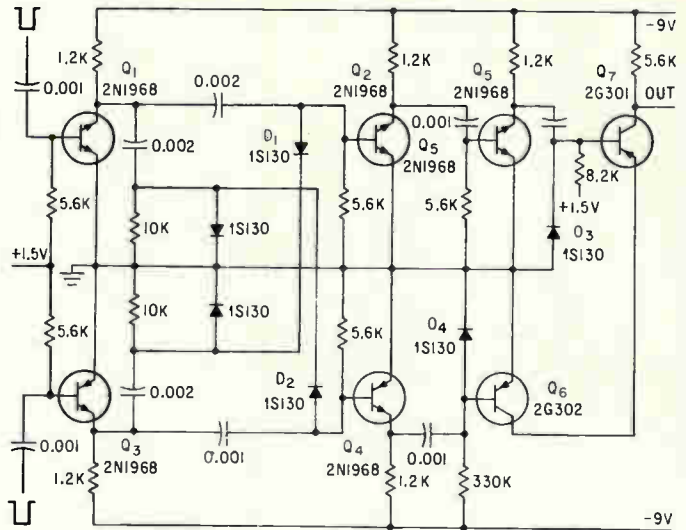 -9V
1.2K
Q1
2N1968
0.002
Q2
2N1968
1.2K
Q5
2N1968
1.2K
Q7
2G301
5.6K
OUT
0.001
0.002
D1
1S130
0.001
Q5
2N1968
8.2K
+1.5V
5.6K
10K
1S130
5.6K
5.6K
D3
1S130
+1.5V
5.6K
10K
1S130
5.6K
D4
1S130
0.002
D2
1S130
Q6
2G302
0.001
Q3
2N1968
0.001
Q4
2N1968
0.001
1.2K
1.2K
330K
-9V